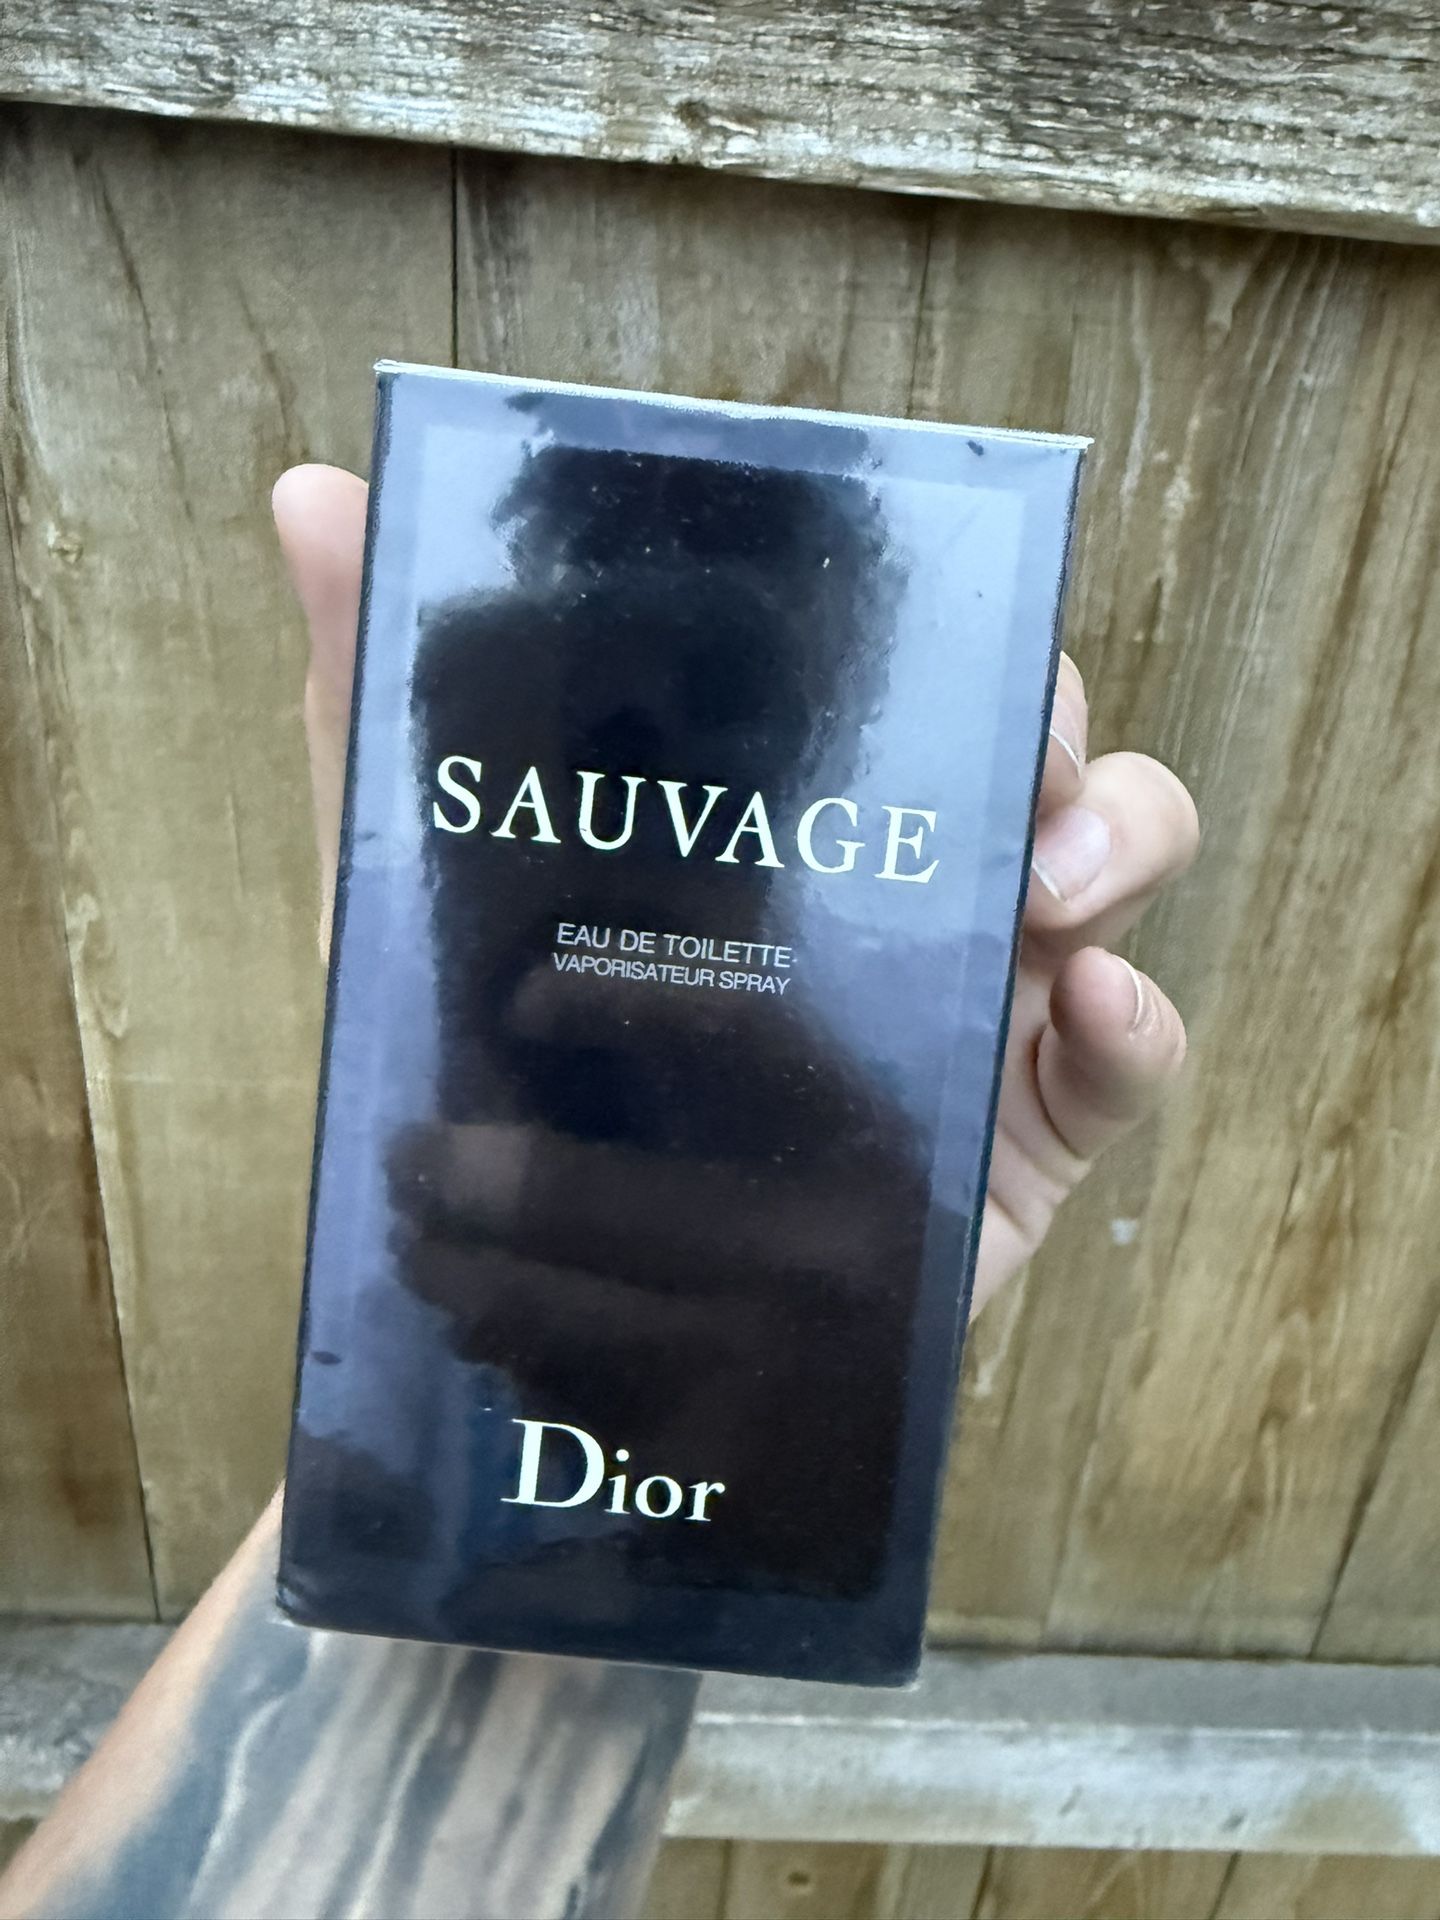 SAUVAGE
EAU DE TOILETTE
VAPORISATEUR SPRAY
Dior